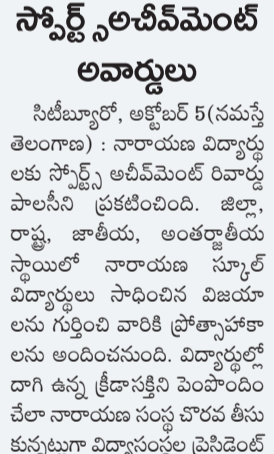 స్పోర్ట్స్ అచీవ్‌మెంట్
అవార్డులు
సిటీబ్యూరో, అక్టోబర్ 5(నమస్తే
తెలంగాణ) : నారాయణ విద్యార్థు
లకు స్పోర్ట్స్ అచీవ్‌మెంట్ రివార్డు
పాలసీని ప్రకటించింది. జిల్లా,
రాష్ట్ర, జాతీయ, అంతర్జాతీయ
స్థాయిలో నారాయణ స్కూల్
విద్యార్థులు సాధించిన విజయా
లను గుర్తించి వారికి ప్రోత్సాహకా
లను అందించనుంది. విద్యార్థుల్లో
దాగి ఉన్న క్రీడాసక్తిని పెంపొందిం
చేలా నారాయణ సంస్థ చొరవ తీసు
కున్నట్లుగా విద్యాసంస్థల ప్రెసిడెంట్